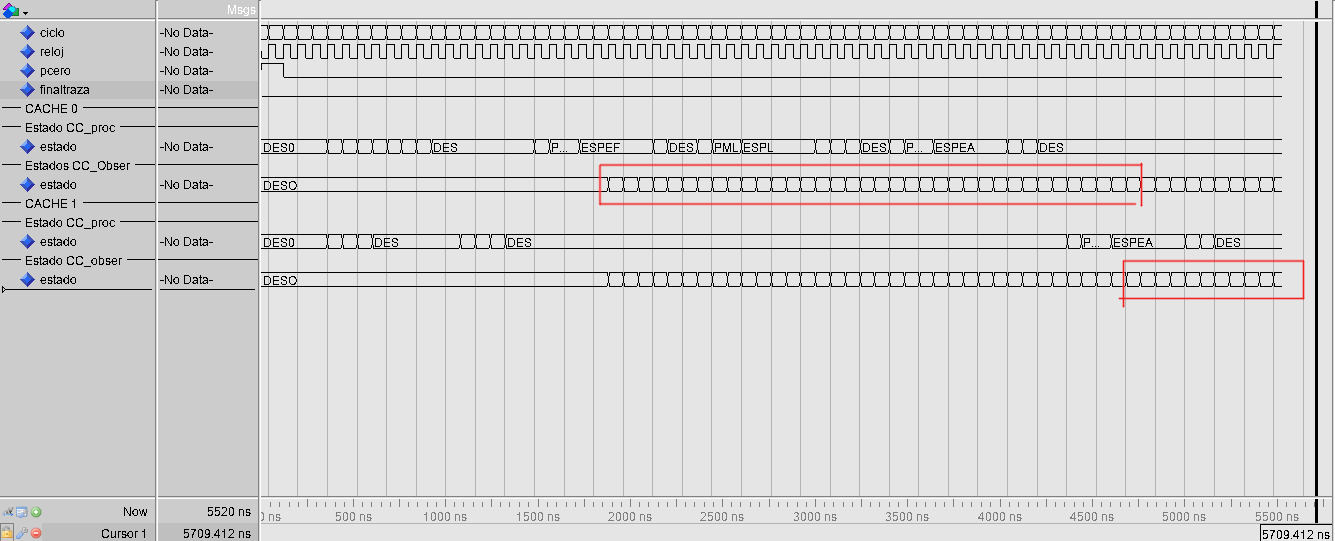 Msgs
ciclo -No Data-
reloj -No Data-
pcero -No Data-
finaltraza -No Data-
CACHE 0
Estado CC_proc
estado -No Data- DES0 DES P... ESPEF DES PML ESPL DES P... ESPEA DES
Estados CC_Obser
estado -No Data- DESO
CACHE 1
Estado CC_proc
estado -No Data- DES0 DES DES P... ESPEA DES
Estado CC_obser
estado -No Data- DESO
Now 5520 ns ns 500 ns 1000 ns 1500 ns 2000 ns 2500 ns 3000 ns 3500 ns 4000 ns 4500 ns 5000 ns 5500 ns
Cursor 1 5709.412 ns 5709.412 ns